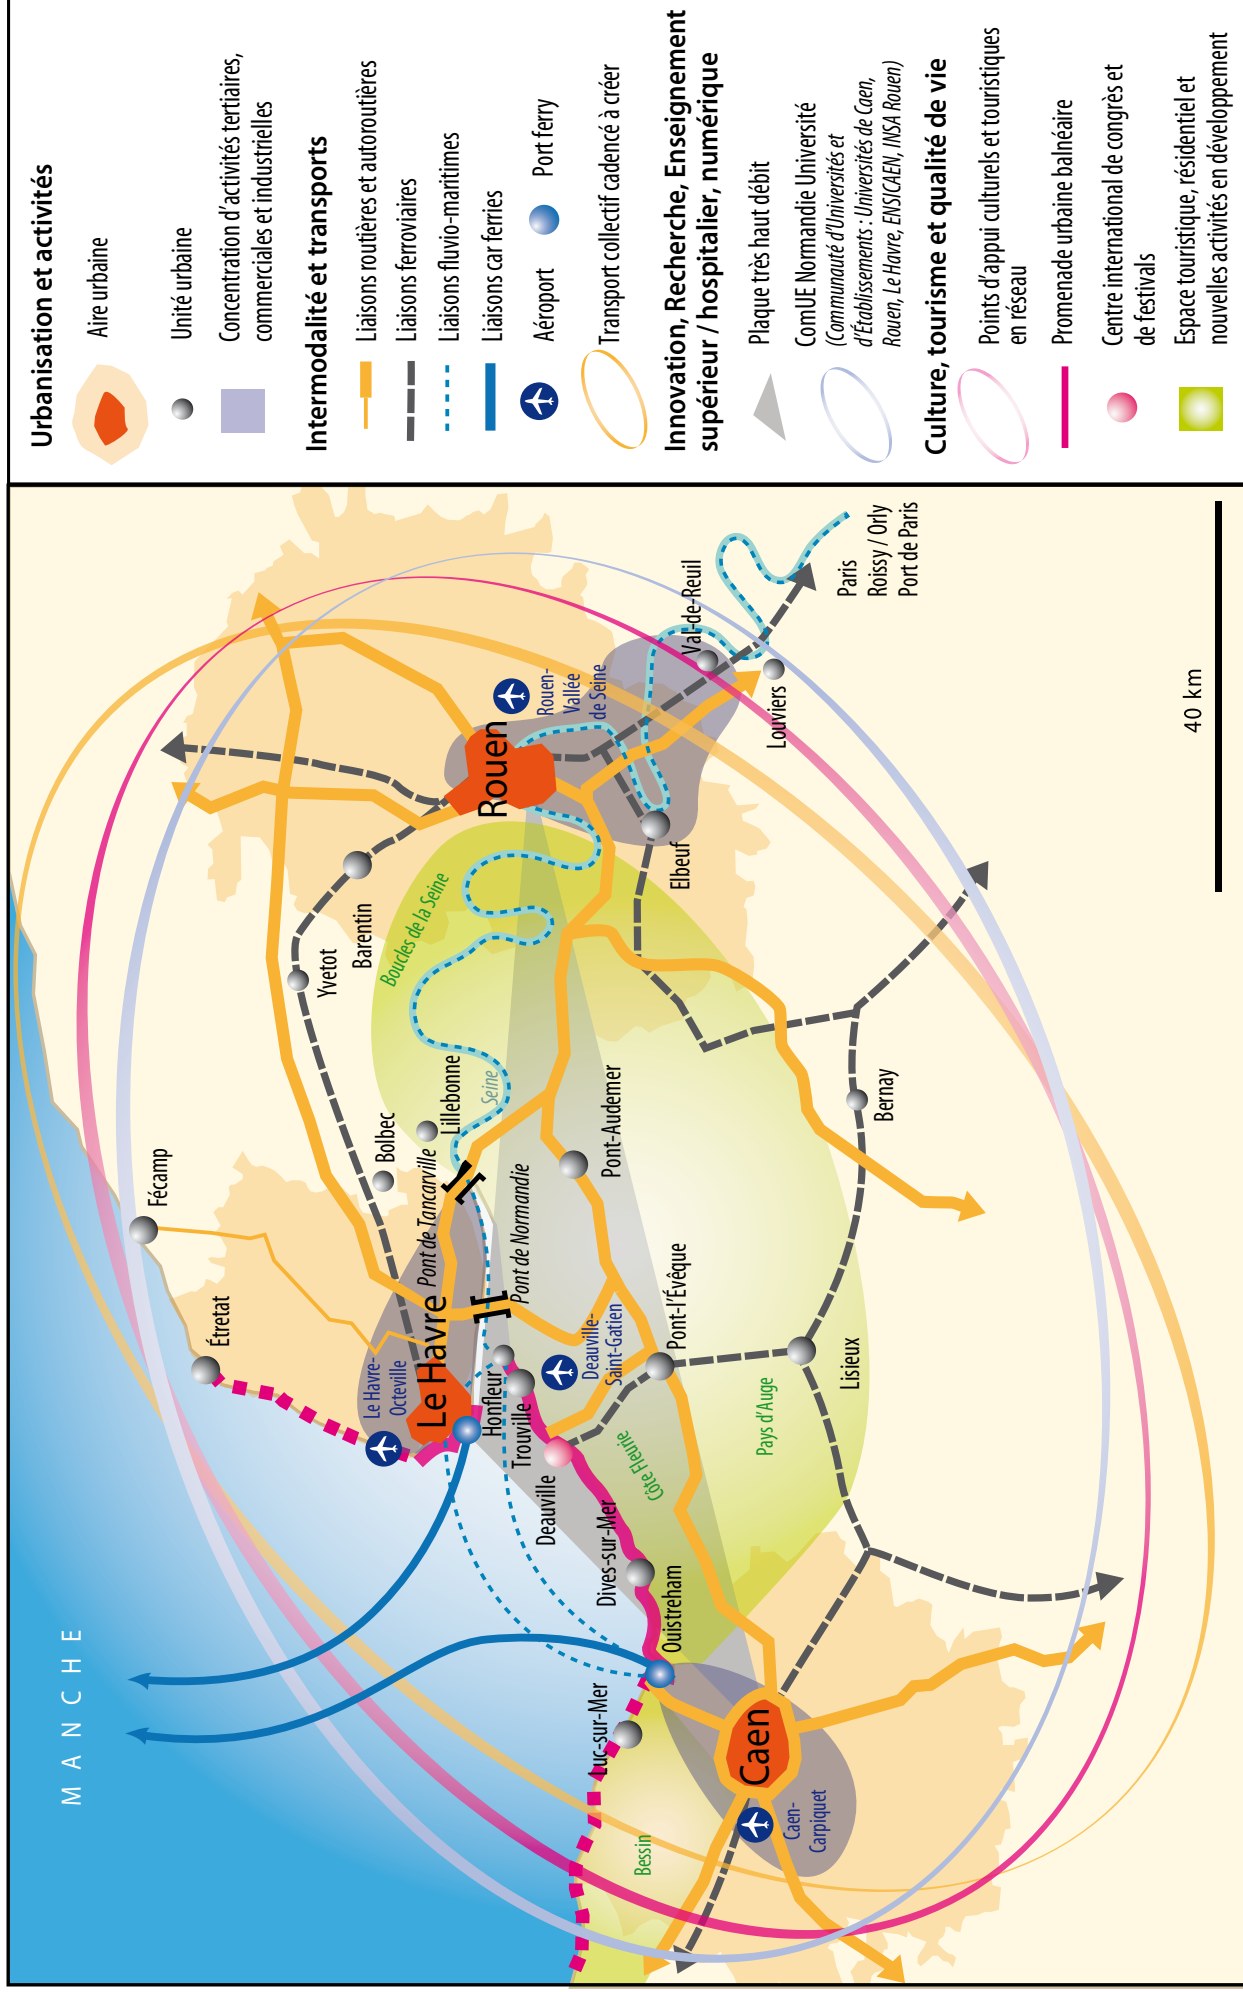 MANCHE
Étretat
Fécamp
Le Havre-
Octeville
Le Havre
Bolbec
Lillebonne
Pont de Tancarville
Pont de Normandie
Seine
Yvetot
Barentin
Boucles de la Seine
Rouen
Rouen-
Vallée
de Seine
Elbeuf
Val-de-Reuil
Louviers
Paris
Roissy / Orly
Port de Paris
Honfleur
Trouville
Deauville
Deauville-
Saint-Gatien
Pont-Audemer
Pont-l'Évêque
Côte Fleurie
Dives-sur-Mer
Ouistreham
Luc-sur-Mer
Pays d'Auge
Lisieux
Bernay
Bessin
Caen
Caen-
Carpiquet
40 km
Urbanisation et activités
Aire urbaine
Unité urbaine
Concentration d'activités tertiaires,
commerciales et industrielles
Intermodalité et transports
Liaisons routières et autoroutières
Liaisons ferroviaires
Liaisons fluvio-maritimes
Liaisons car ferries
Aéroport
Port ferry
Transport collectif cadencé à créer
Innovation, Recherche, Enseignement
supérieur / hospitalier, numérique
Plaque très haut débit
ComUE Normandie Université
(Communauté d'Universités et
d'Établissements : Universités de Caen,
Rouen, Le Havre, ENSICAEN, INSA Rouen)
Culture, tourisme et qualité de vie
Points d'appui culturels et touristiques
en réseau
Promenade urbaine balnéaire
Centre international de congrès et
de festivals
Espace touristique, résidentiel et
nouvelles activités en développement